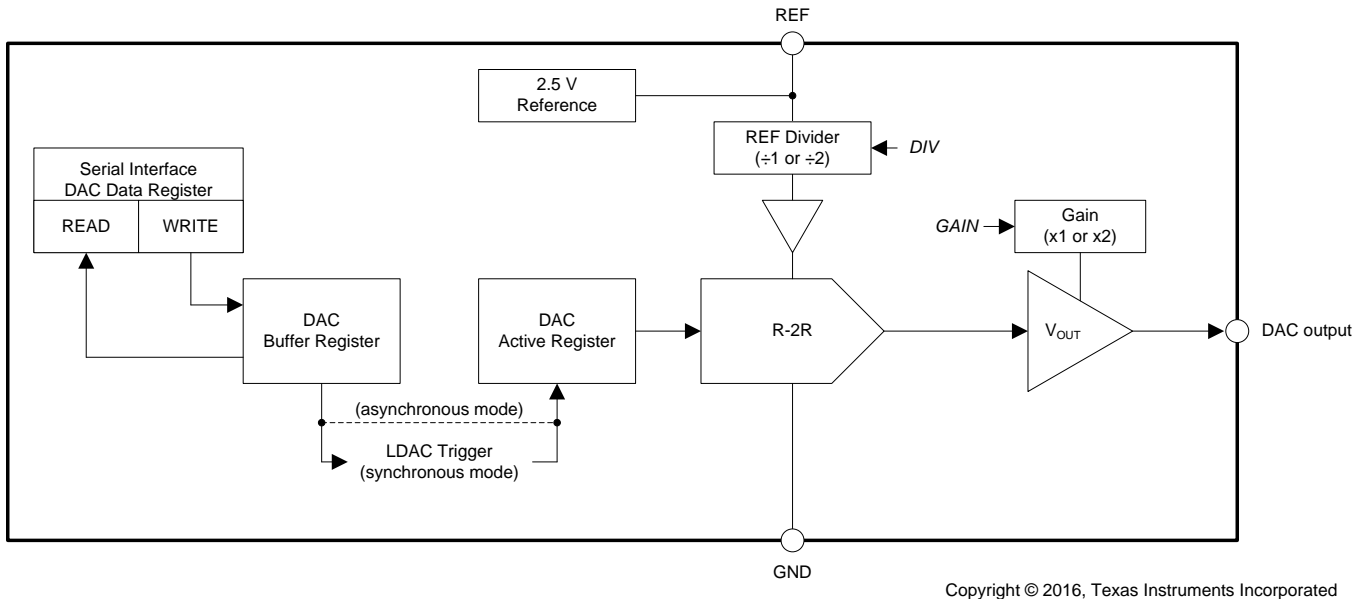 REF
2.5 V
Reference
REF Divider
(÷1 or ÷2)
DIV
Serial Interface
DAC Data Register
READ
WRITE
GAIN
Gain
(x1 or x2)
DAC
Buffer Register
DAC
Active Register
R-2R
VOUT
DAC output
(asynchronous mode)
LDAC Trigger
(synchronous mode)
GND
Copyright © 2016, Texas Instruments Incorporated